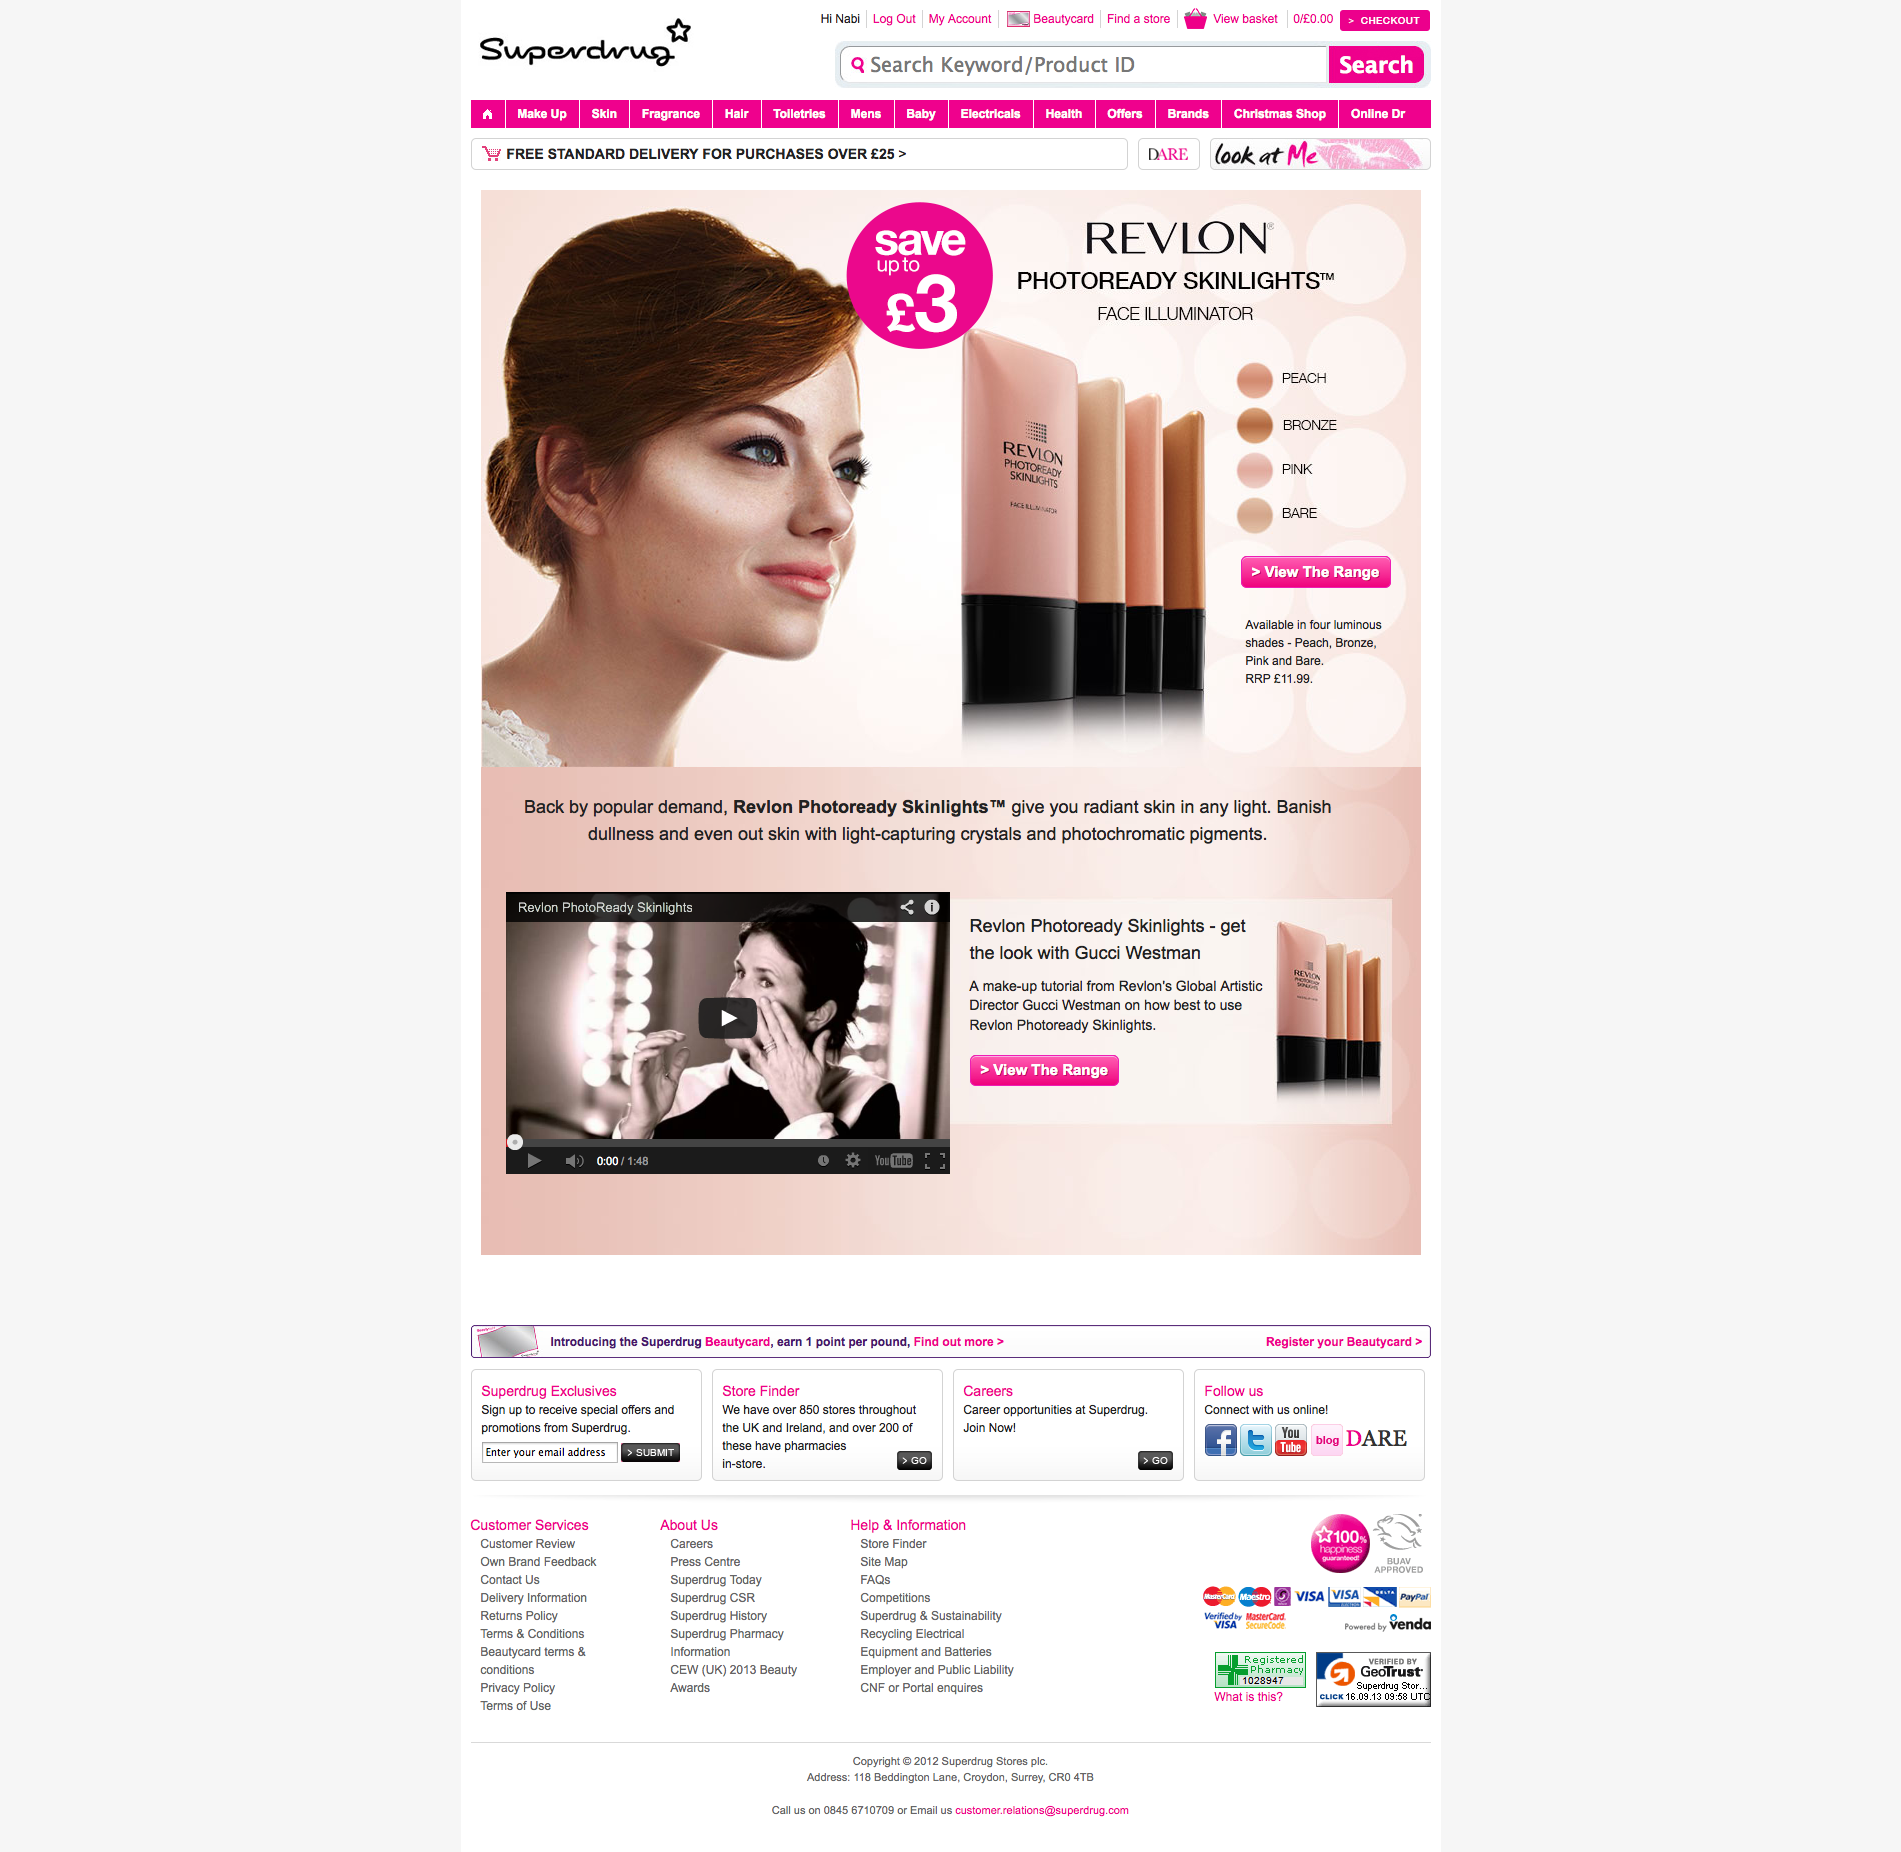 Superdrug
Hi Nabi
Log Out
My Account
Beautycard
Find a store
View basket
0/£0.00
> CHECKOUT
Search Keyword/Product ID
Search
Make Up
Skin
Fragrance
Hair
Toiletries
Mens
Baby
Electricals
Health
Offers
Brands
Christmas Shop
Online Dr
FREE STANDARD DELIVERY FOR PURCHASES OVER £25 >
DARE
look at Me
save
up to
£3
REVLON®
PHOTOREADY SKINLIGHTS™
FACE ILLUMINATOR
PEACH
BRONZE
PINK
BARE
REVLON
PHOTOREADY
SKINLIGHTS
FACE ILLUMINATOR
> View The Range
Available in four luminous
shades - Peach, Bronze,
Pink and Bare.
RRP £11.99.
Back by popular demand, Revlon Photoready Skinlights™ give you radiant skin in any light. Banish
dullness and even out skin with light-capturing crystals and photochromatic pigments.
Revlon PhotoReady Skinlights
0:00 / 1:48
YouTube
Revlon Photoready Skinlights - get
the look with Gucci Westman
A make-up tutorial from Revlon's Global Artistic
Director Gucci Westman on how best to use
Revlon Photoready Skinlights.
> View The Range
REVLON
PHOTOREADY
SKINLIGHTS
Introducing the Superdrug Beautycard, earn 1 point per pound, Find out more >
Register your Beautycard >
Superdrug Exclusives
Sign up to receive special offers and
promotions from Superdrug.
Enter your email address
> SUBMIT
Store Finder
We have over 850 stores throughout
the UK and Ireland, and over 200 of
these have pharmacies
in-store.
> GO
Careers
Career opportunities at Superdrug.
Join Now!
> GO
Follow us
Connect with us online!
You
Tube
blog
DARE
Customer Services
Customer Review
Own Brand Feedback
Contact Us
Delivery Information
Returns Policy
Terms & Conditions
Beautycard terms &
conditions
Privacy Policy
Terms of Use
About Us
Careers
Press Centre
Superdrug Today
Superdrug CSR
Superdrug History
Superdrug Pharmacy
Information
CEW (UK) 2013 Beauty
Awards
Help & Information
Store Finder
Site Map
FAQs
Competitions
Superdrug & Sustainability
Recycling Electrical
Equipment and Batteries
Employer and Public Liability
CNF or Portal enquires
100%
happiness
guaranteed!
BUAV
APPROVED
MasterCard
Maestro
VISA
VISA
ELECTRON
DELTA
PayPal
Verified by
VISA
MasterCard.
SecureCode.
Powered by venda
Registered
Pharmacy
1028947
What is this?
VERIFIED BY
GeoTrust
Superdrug Stor...
CLICK 16.09.13 09:58 UTC
Copyright © 2012 Superdrug Stores plc.
Address: 118 Beddington Lane, Croydon, Surrey, CR0 4TB
Call us on 0845 6710709 or Email us customer.relations@superdrug.com